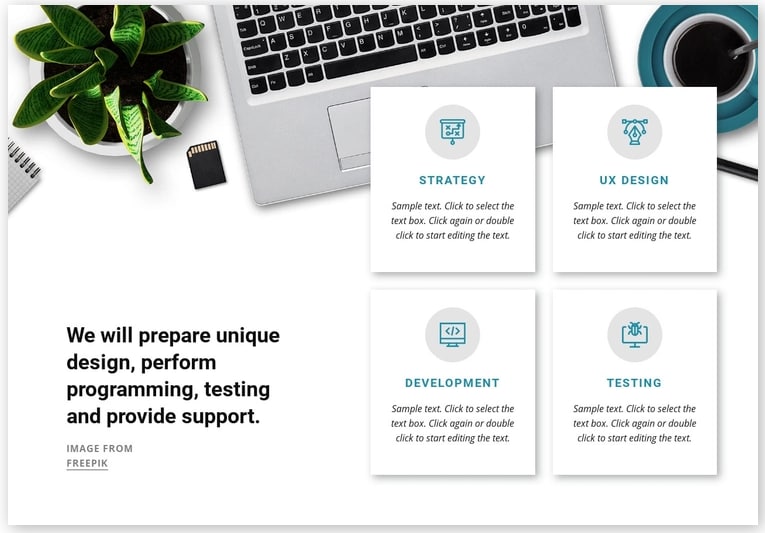 STRATEGY
Sample text. Click to select the
text box. Click again or double
click to start editing the text.
UX DESIGN
Sample text. Click to select the
text box. Click again or double
click to start editing the text.
We will prepare unique
design, perform
programming, testing
and provide support.
IMAGE FROM
FREEPIK
DEVELOPMENT
Sample text. Click to select the
text box. Click again or double
click to start editing the text.
TESTING
Sample text. Click to select the
text box. Click again or double
click to start editing the text.